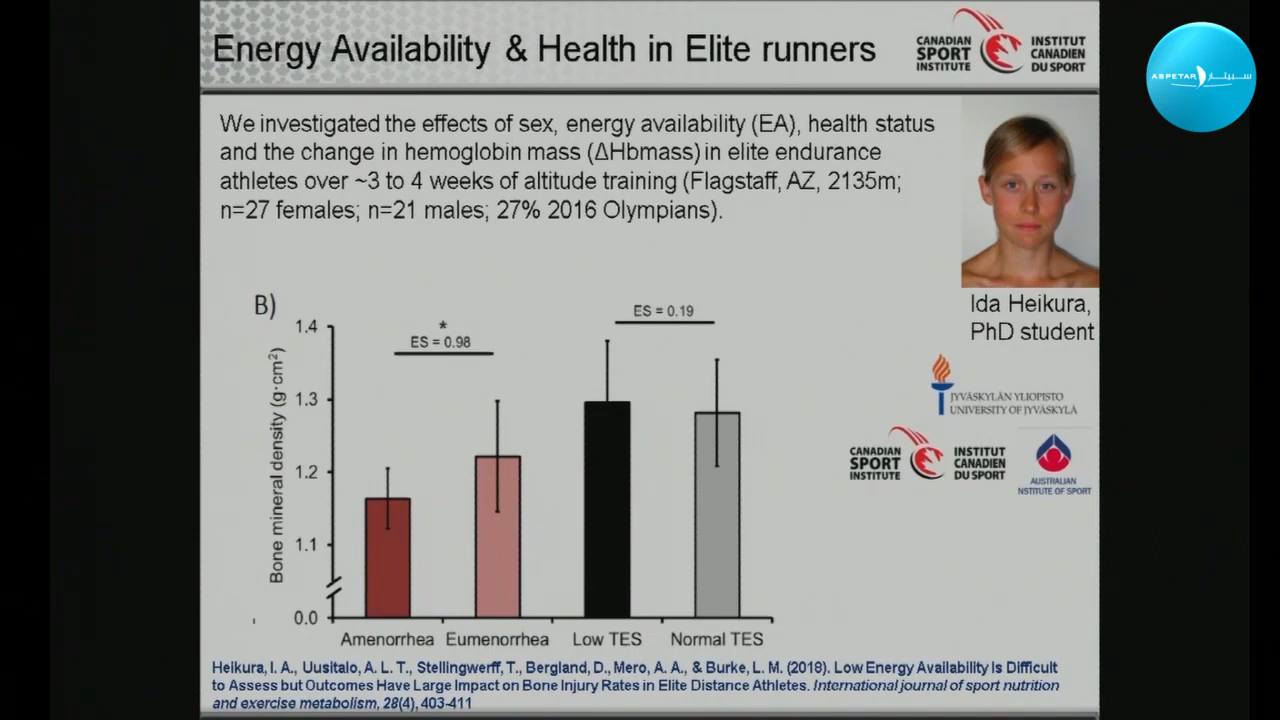 Energy Availability & Health in Elite runners
CANADIAN SPORT INSTITUTE
INSTITUT CANADIEN DU SPORT
ASPETAR سبيتار
We investigated the effects of sex, energy availability (EA), health status
and the change in hemoglobin mass (ΔHbmass) in elite endurance
athletes over ~3 to 4 weeks of altitude training (Flagstaff, AZ, 2135m;
n=27 females; n=21 males; 27% 2016 Olympians).
Ida Heikura,
PhD student
B)
ES = 0.19
*
ES = 0.98
Bone mineral density (g·cm²)
1.4
1.3
1.2
1.1
0.0
Amenorrhea Eumenorrhea Low TES Normal TES
JYVÄSKYLÄN YLIOPISTO
UNIVERSITY OF JYVÄSKYLÄ
CANADIAN SPORT INSTITUTE
INSTITUT CANADIEN DU SPORT
AUSTRALIAN
NSTITUTE OF SPORT
Heikura, I. A., Uusitalo, A. L. T., Stellingwerff, T., Bergland, D., Mero, A. A., & Burke, L. M. (2018). Low Energy Availability Is Difficult
to Assess but Outcomes Have Large Impact on Bone Injury Rates in Elite Distance Athletes. International journal of sport nutrition
and exercise metabolism, 28(4), 403-411